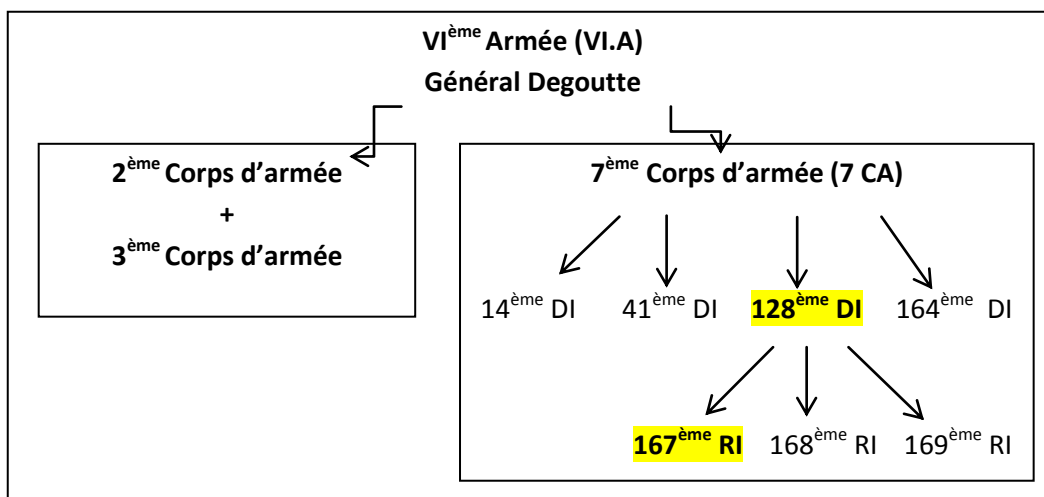 VIème Armée (VI.A)
Général Degoutte
2ème Corps d’armée
+
3ème Corps d’armée
7ème Corps d’armée (7 CA)
14ème DI 41ème DI 128ème DI 164ème DI
167ème RI 168ème RI 169ème RI